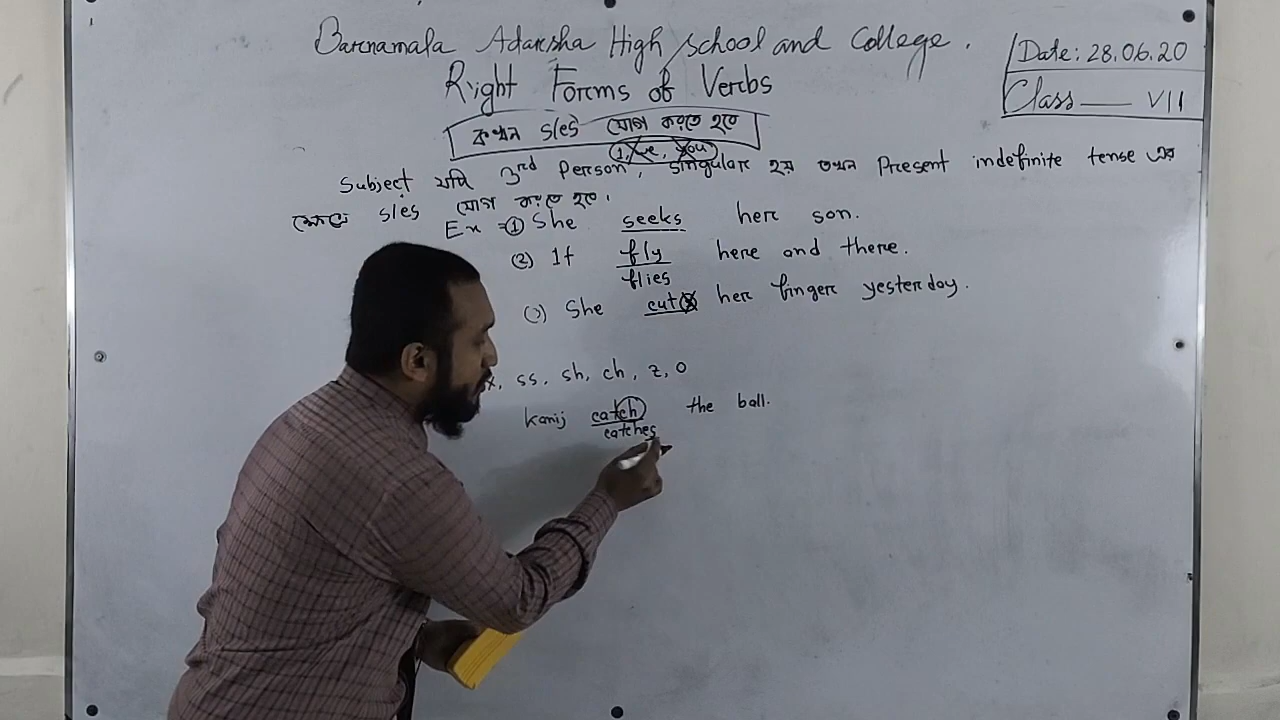 Barnamala Adarsha High School and College.
Right Forms of Verbs
Date: 28.06.20
Class — VII
কখন s/es যোগ করতে হবে
1, we, you
Subject যদি 3rd Person, singular হয় তখন Present indefinite tense এর
ক্ষেত্রে s/es যোগ করতে হবে।
Ex = ① She seeks her son.
(2) It fly here and there.
flies
She cuts her finger yesterday.
x, ss, sh, ch, z, o
Kanij catch the ball.
catches